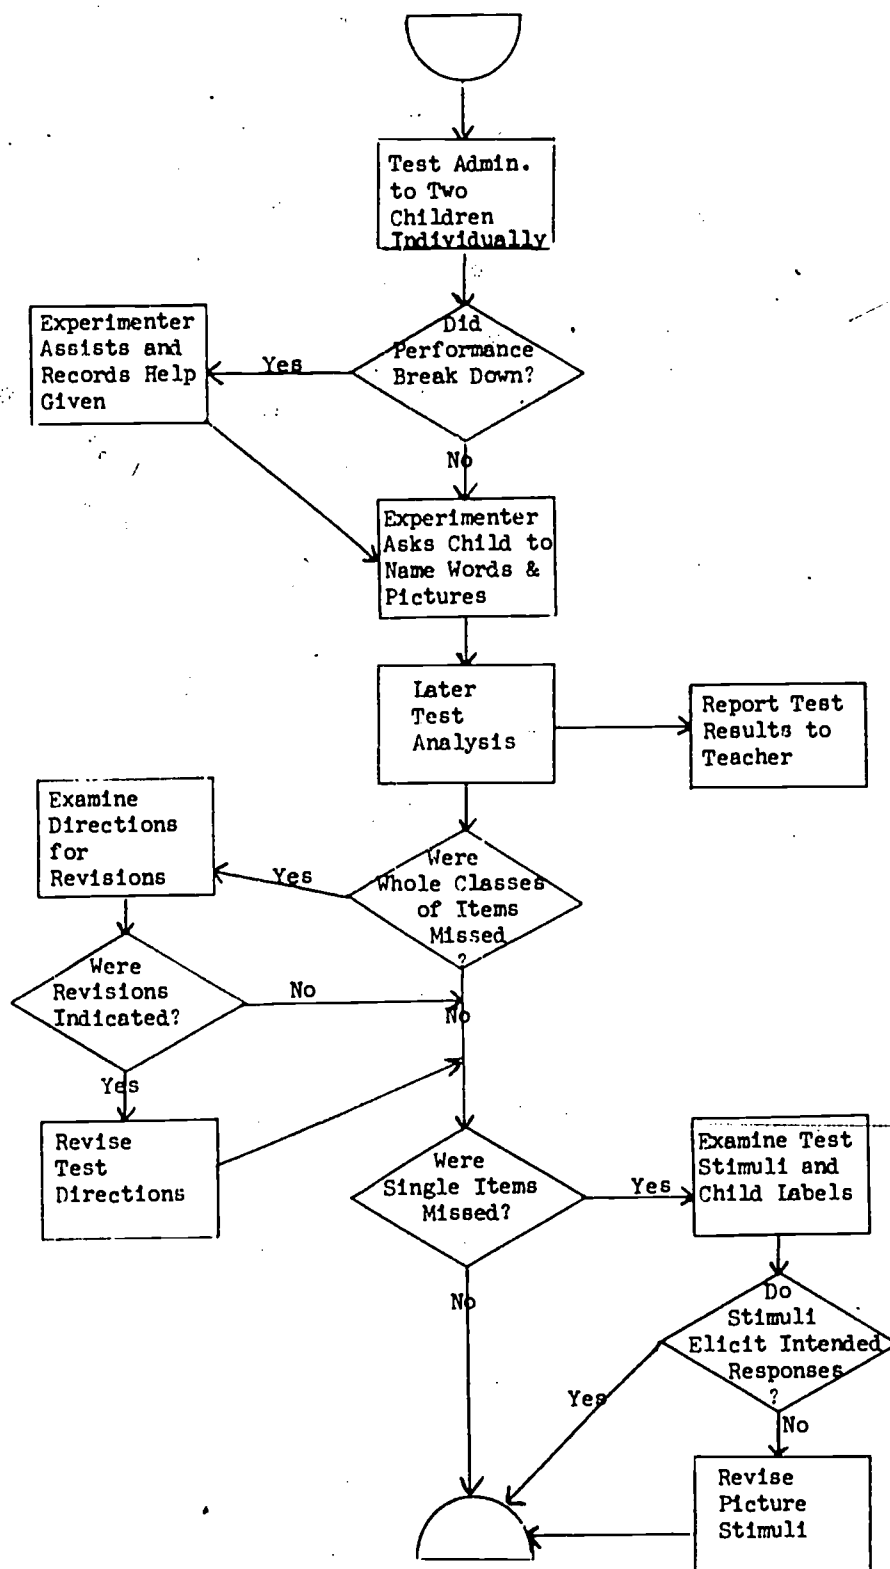 Test Admin.
to Two
Children
Individually
Did
Performance
Break Down?
Yes
Experimenter
Assists and
Records Help
Given
No
Experimenter
Asks Child to
Name Words &
Pictures
Later
Test
Analysis
Report Test
Results to
Teacher
Were
Whole Classes
of Items
Missed
?
Yes
Examine
Directions
for
Revisions
Were
Revisions
Indicated?
No
No
Yes
Revise
Test
Directions
Were
Single Items
Missed?
Yes
Examine Test
Stimuli and
Child Labels
No
Do
Stimuli
Elicit Intended
Responses
?
Yes
No
Revise
Picture
Stimuli